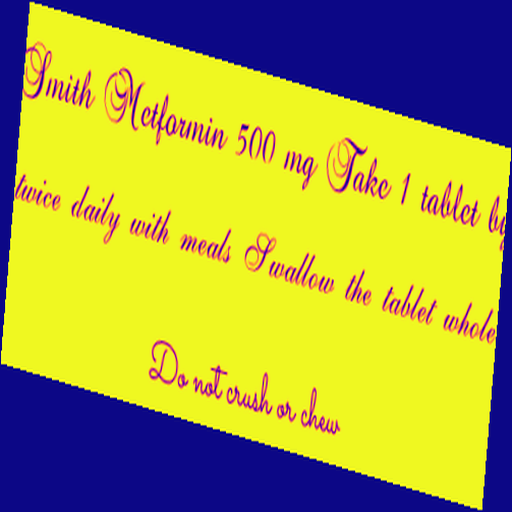 Smith Metformin 500 mg Take 1 tablet by
twice daily with meals Swallow the tablet whole
Do not crush or chew